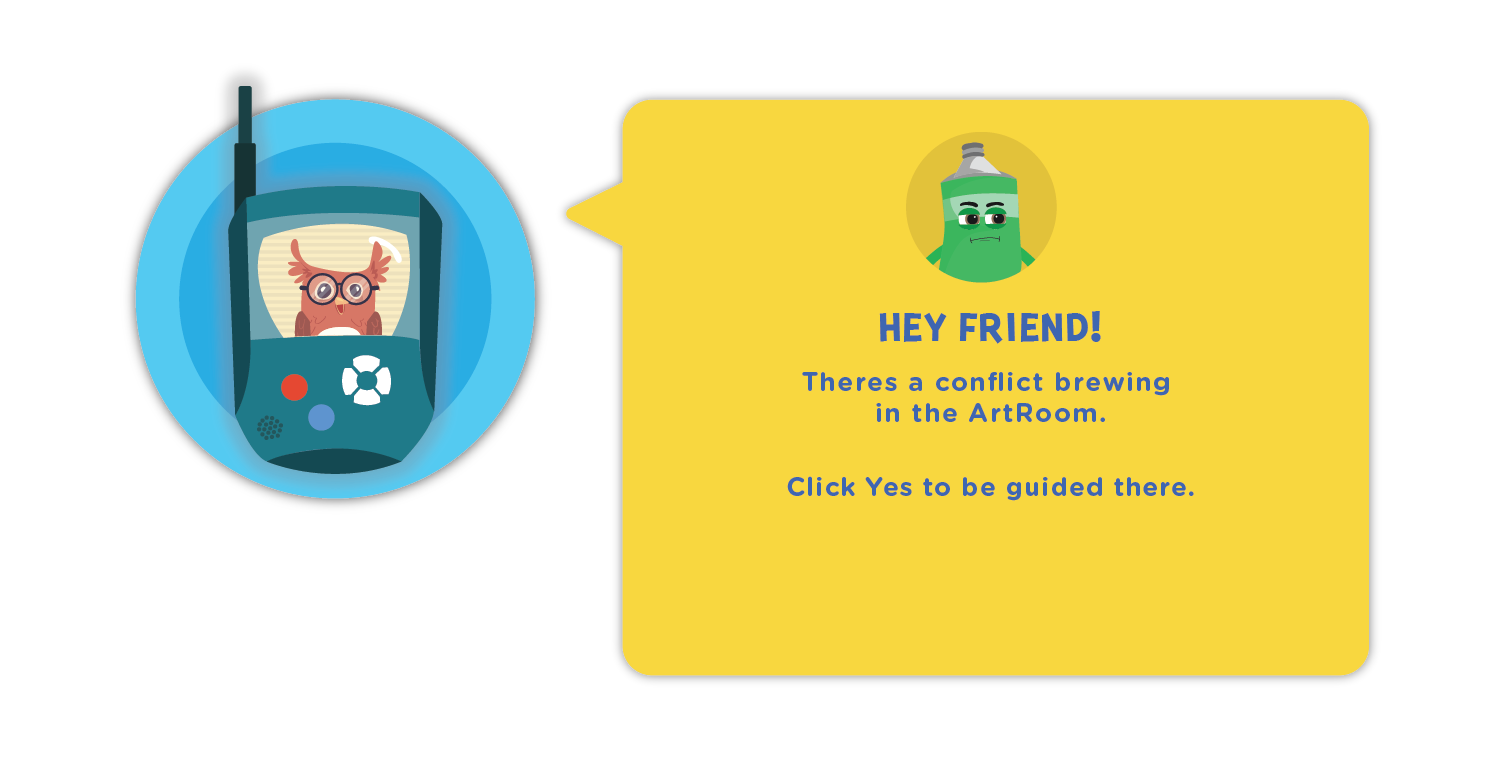 HEY FRIEND!
Theres a conflict brewing
in the ArtRoom.
Click Yes to be guided there.